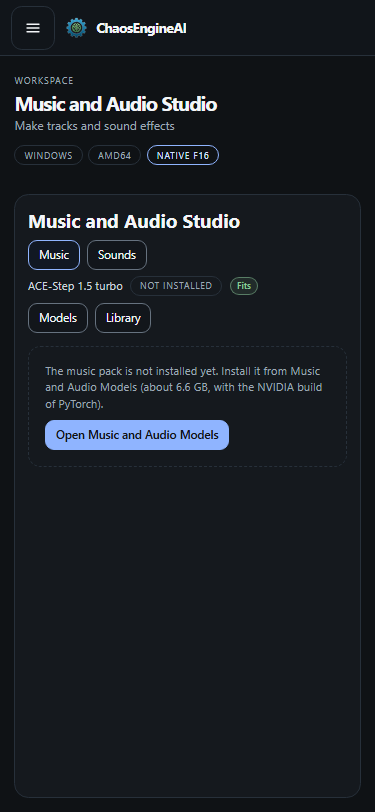 ChaosEngineAI
WORKSPACE
Music and Audio Studio
Make tracks and sound effects
WINDOWS AMD64 NATIVE F16
Music and Audio Studio
Music Sounds
ACE-Step 1.5 turbo NOT INSTALLED Fits
Models Library
The music pack is not installed yet. Install it from Music
and Audio Models (about 6.6 GB, with the NVIDIA build
of PyTorch).
Open Music and Audio Models